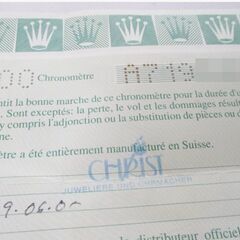 00 Chronomètre A719
ntit la bonne marche de ce chronomètre pour la durée d'u
. Sont exceptés: la perte, le vol et les dommages résultan
y compris l'adjonction ou la substitution de pièces ou d
tre a été entièrement manufacturé en Suisse.
CHRIST
JUWELIERE UND UHRMACHER
9.06.0
u distributeur officiel